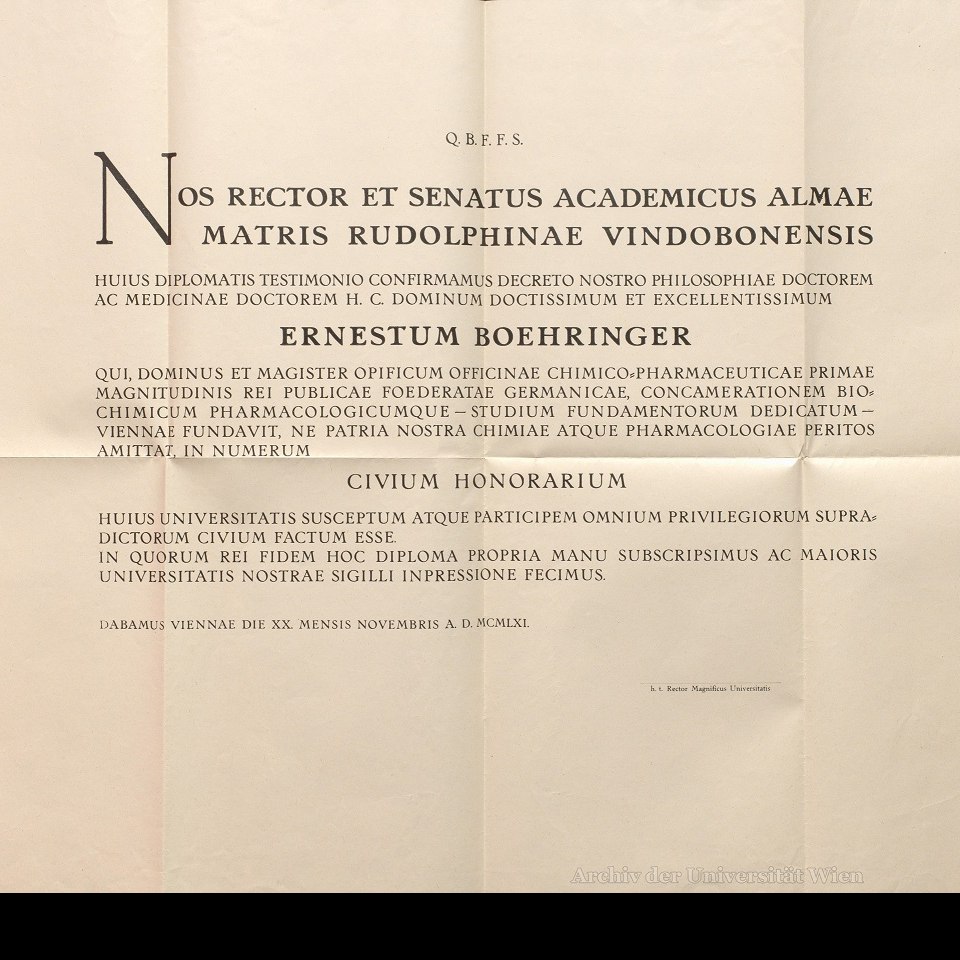 Q. B. F. F. S.
NOS RECTOR ET SENATUS ACADEMICUS ALMAE
MATRIS RUDOLPHINAE VINDOBONENSIS
HUIUS DIPLOMATIS TESTIMONIO CONFIRMAMUS DECRETO NOSTRO PHILOSOPHIAE DOCTOREM
AC MEDICINAE DOCTOREM H. C. DOMINUM DOCTISSIMUM ET EXCELLENTISSIMUM
ERNESTUM BOEHRINGER
QUI, DOMINUS ET MAGISTER OPIFICUM OFFICINAE CHIMICO=PHARMACEUTICAE PRIMAE
MAGNITUDINIS REI PUBLICAE FOEDERATAE GERMANICAE, CONCAMERATIONEM BIO=
CHIMICUM PHARMACOLOGICUMQUE — STUDIUM FUNDAMENTORUM DEDICATUM —
VIENNAE FUNDAVIT, NE PATRIA NOSTRA CHIMIAE ATQUE PHARMACOLOGIAE PERITOS
AMITTAT, IN NUMERUM
CIVIUM HONORARIUM
HUIUS UNIVERSITATIS SUSCEPTUM ATQUE PARTICIPEM OMNIUM PRIVILEGIORUM SUPRA=
DICTORUM CIVIUM FACTUM ESSE.
IN QUORUM REI FIDEM HOC DIPLOMA PROPRIA MANU SUBSCRIPSIMUS AC MAIORIS
UNIVERSITATIS NOSTRAE SIGILLI INPRESSIONE FECIMUS.
DABAMUS VIENNAE DIE XX. MENSIS NOVEMBRIS A. D. MCMLXI.
h. t. Rector Magnificus Universitatis
Archiv der Universität Wien